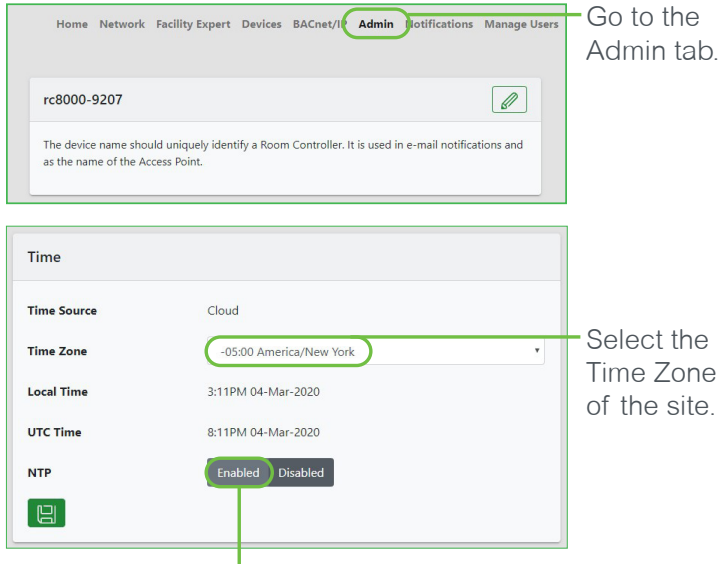 Home Network Facility Expert Devices BACnet/IP Admin Notifications Manage Users
Go to the
Admin tab.
rc8000-9207
The device name should uniquely identify a Room Controller. It is used in e-mail notifications and
as the name of the Access Point.
Time
Time Source Cloud
Time Zone -05:00 America/New York
Select the
Time Zone
of the site.
Local Time 3:11PM 04-Mar-2020
UTC Time 8:11PM 04-Mar-2020
NTP Enabled Disabled